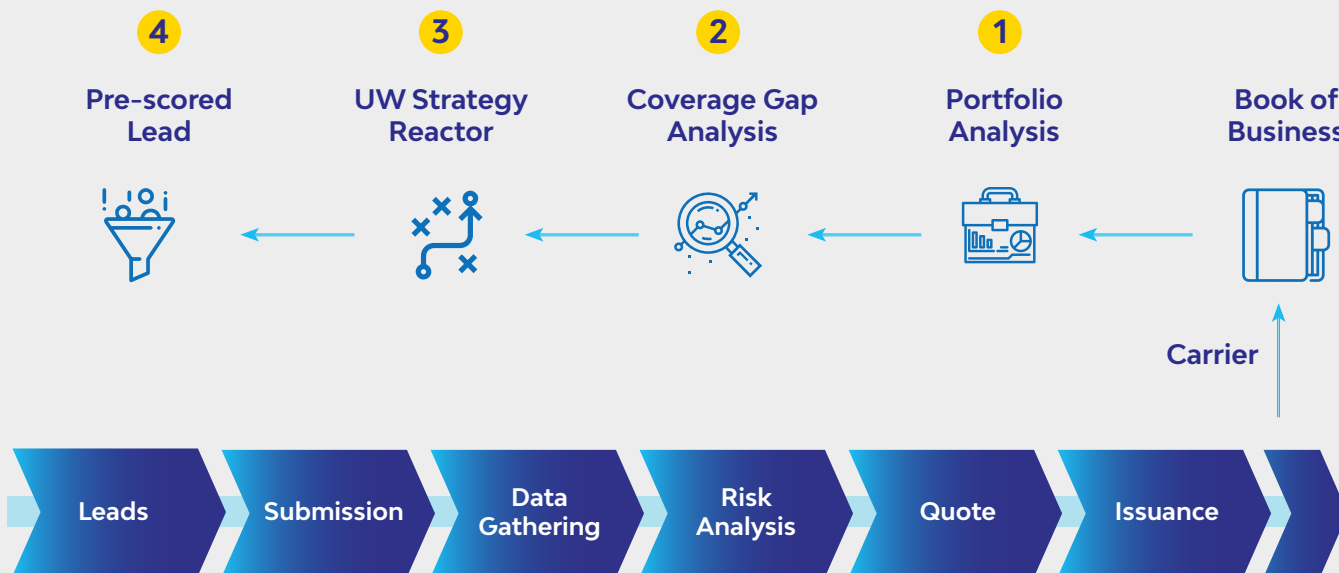 4
3
2
1
Pre-scored
Lead
UW Strategy
Reactor
Coverage Gap
Analysis
Portfolio
Analysis
Book of
Business
Carrier
Leads
Submission
Data
Gathering
Risk
Analysis
Quote
Issuance